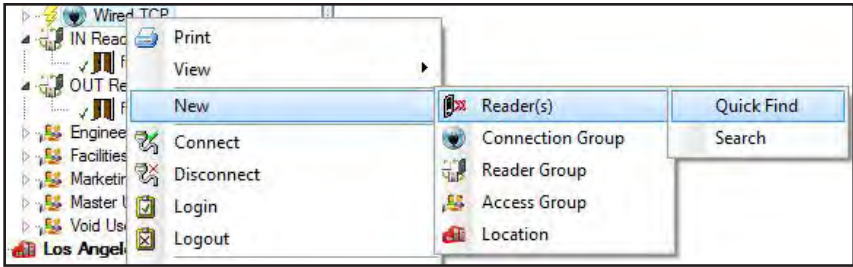 Wired TCP
IN Read
Print
F
View
OUT Re
F
New
Reader(s)
Quick Find
Enginee
Connect
Connection Group
Search
Facilities
Disconnect
Reader Group
Marketin
Master U
Login
Access Group
Void Us
Logout
Location
Los Angel